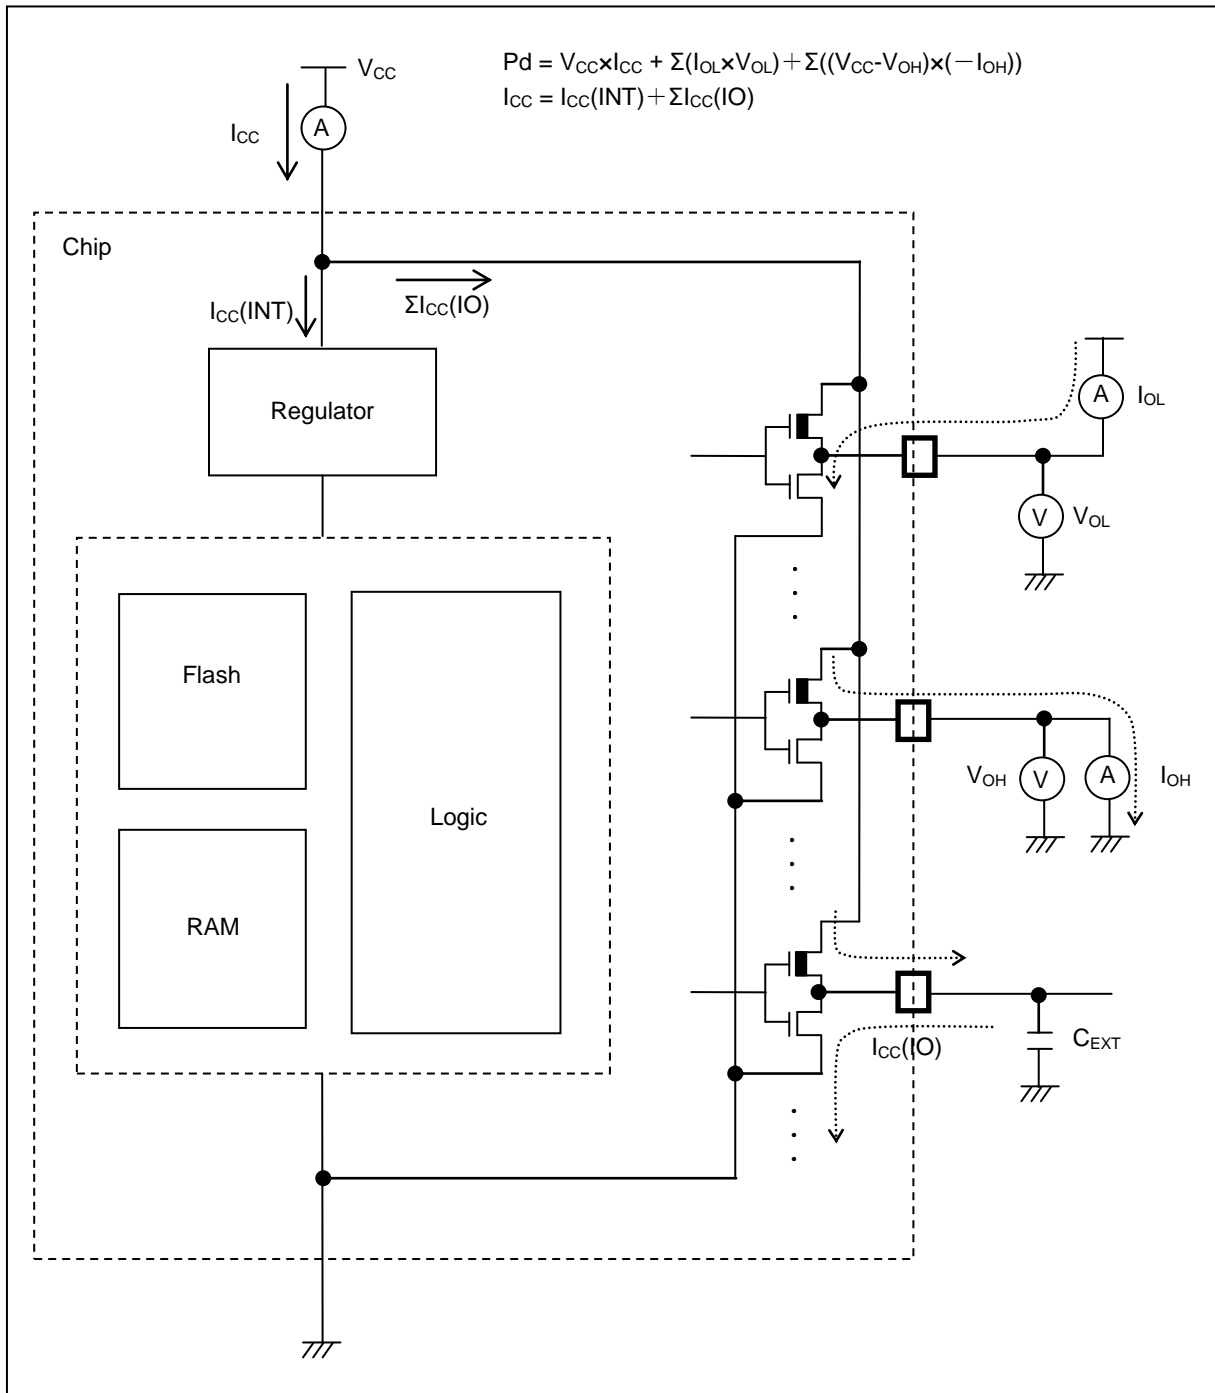 Pd = VCC×ICC + Σ(IOL×VOL)+Σ((VCC-VOH)×(−IOH))
ICC = ICC(INT)+ΣICC(IO)
VCC
A
ICC
Chip
ICC(INT)
ΣICC(IO)
Regulator
A
IOL
V
VOL
Flash
Logic
RAM
VOH
V
A
IOH
ICC(IO)
CEXT